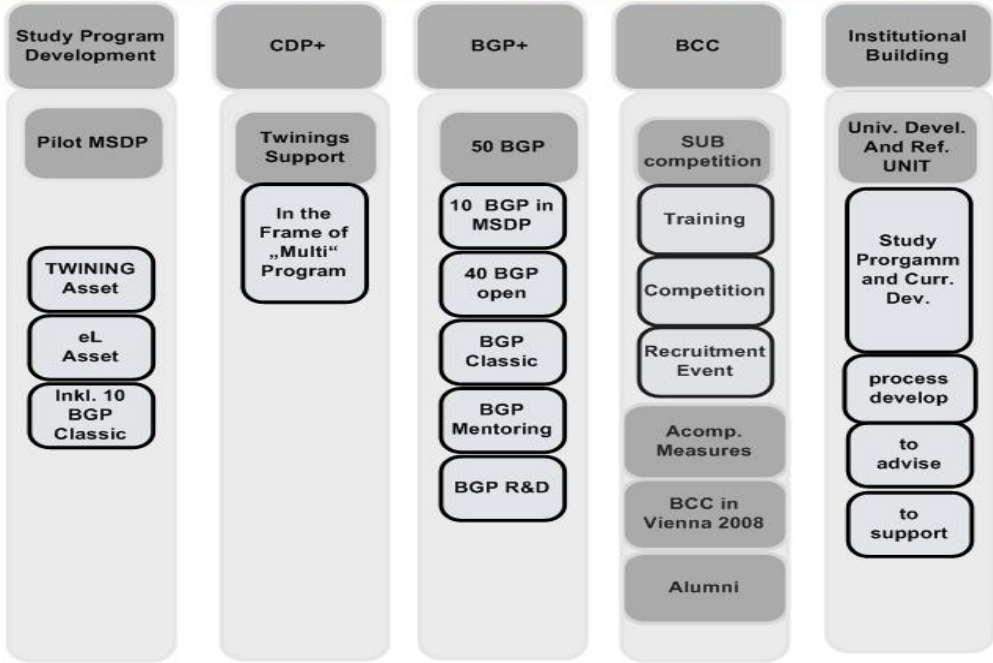 Study Program
Development
CDP+
BGP+
BCC
Institutional
Building
Pilot MSDP
TWINING
Asset
eL
Asset
Inkl. 10
BGP
Classic
Twinings
Support
In the
Frame of
„Multi“
Program
50 BGP
10 BGP in
MSDP
40 BGP
open
BGP
Classic
BGP
Mentoring
BGP R&D
SUB
competition
Training
Competition
Recruitment
Event
Acomp.
Measures
BCC in
Vienna 2008
Alumni
Univ. Devel.
And Ref.
UNIT
Study
Prorgamm
and Curr.
Dev.
process
develop
to
advise
to
support